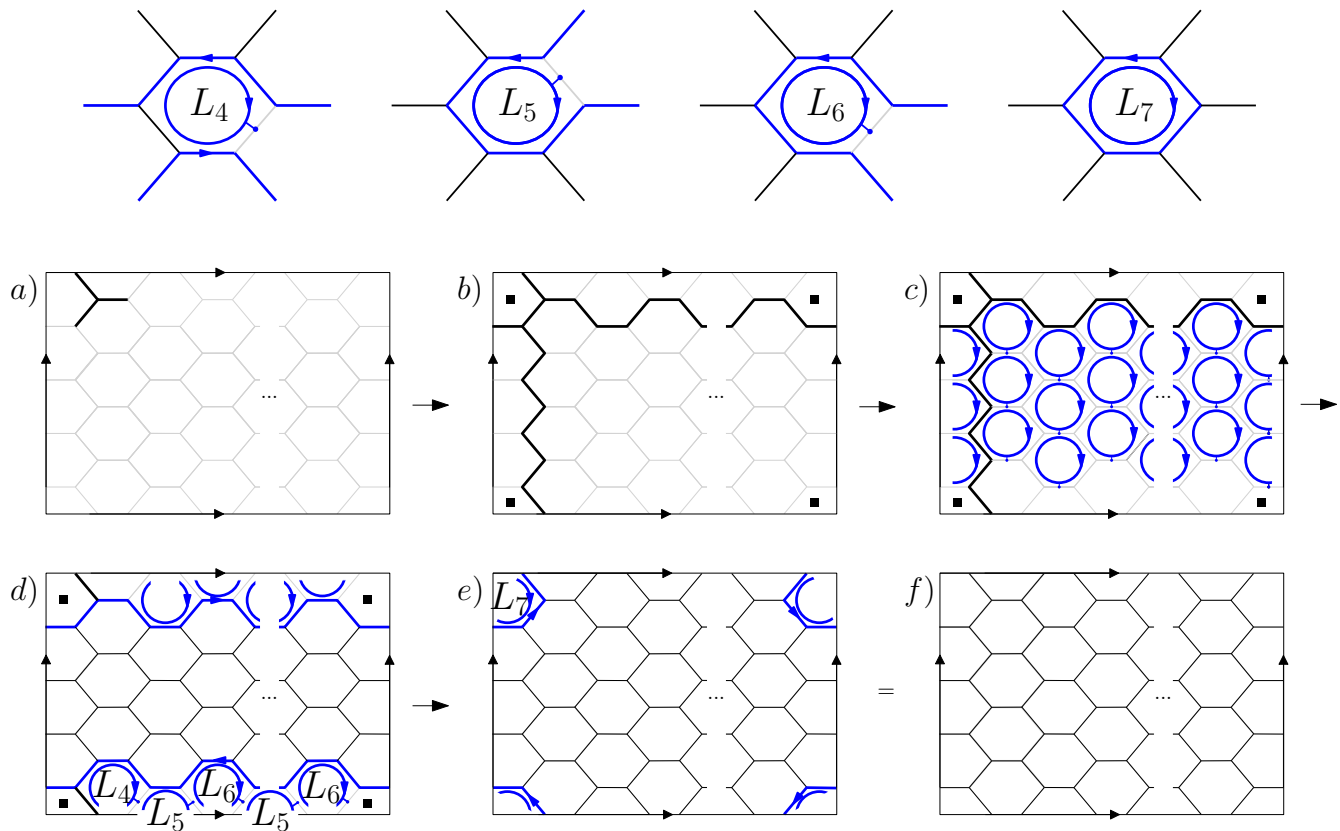 L4 L5 L6 L7
a) b) c)
... ... ...
d) e) f)
L7
... ... = ...
L4 L6 L6
L5 L5